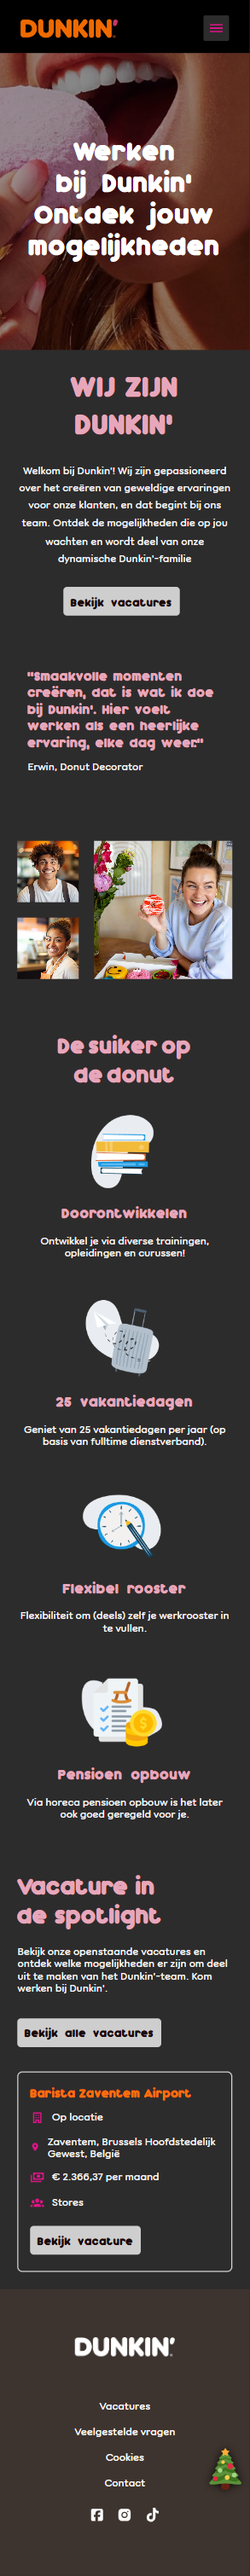 DUNKIN'
Werken
bij Dunkin'
Ontdek jouw
mogelijkheden
WIJ ZIJN
DUNKIN'
Welkom bij Dunkin'! Wij zijn gepassioneerd
over het creëren van geweldige ervaringen
voor onze klanten, en dat begint bij ons
team. Ontdek de mogelijkheden die op jou
wachten en wordt deel van onze
dynamische Dunkin'-familie
Bekijk vacatures
"Smaakvolle momenten
creëren, dat is wat ik doe
bij Dunkin'. Hier voelt
werken als een heerlijke
ervaring, elke dag weer."
Erwin, Donut Decorator
De suiker op
de donut
Doorontwikkelen
Ontwikkel je via diverse trainingen,
opleidingen en curussen!
25 vakantiedagen
Geniet van 25 vakantiedagen per jaar (op
basis van fulltime dienstverband).
Flexibel rooster
Flexibiliteit om (deels) zelf je werkrooster in
te vullen.
Pensioen opbouw
Via horeca pensioen opbouw is het later
ook goed geregeld voor je.
Vacature in
de spotlight
Bekijk onze openstaande vacatures en
ontdek welke mogelijkheden er zijn om deel
uit te maken van het Dunkin'-team. Kom
werken bij Dunkin'.
Bekijk alle vacatures
Barista Zaventem Airport
Op locatie
Zaventem, Brussels Hoofdstedelijk
Gewest, België
€ 2.366,37 per maand
Stores
Bekijk vacature
DUNKIN'
Vacatures
Veelgestelde vragen
Cookies
Contact